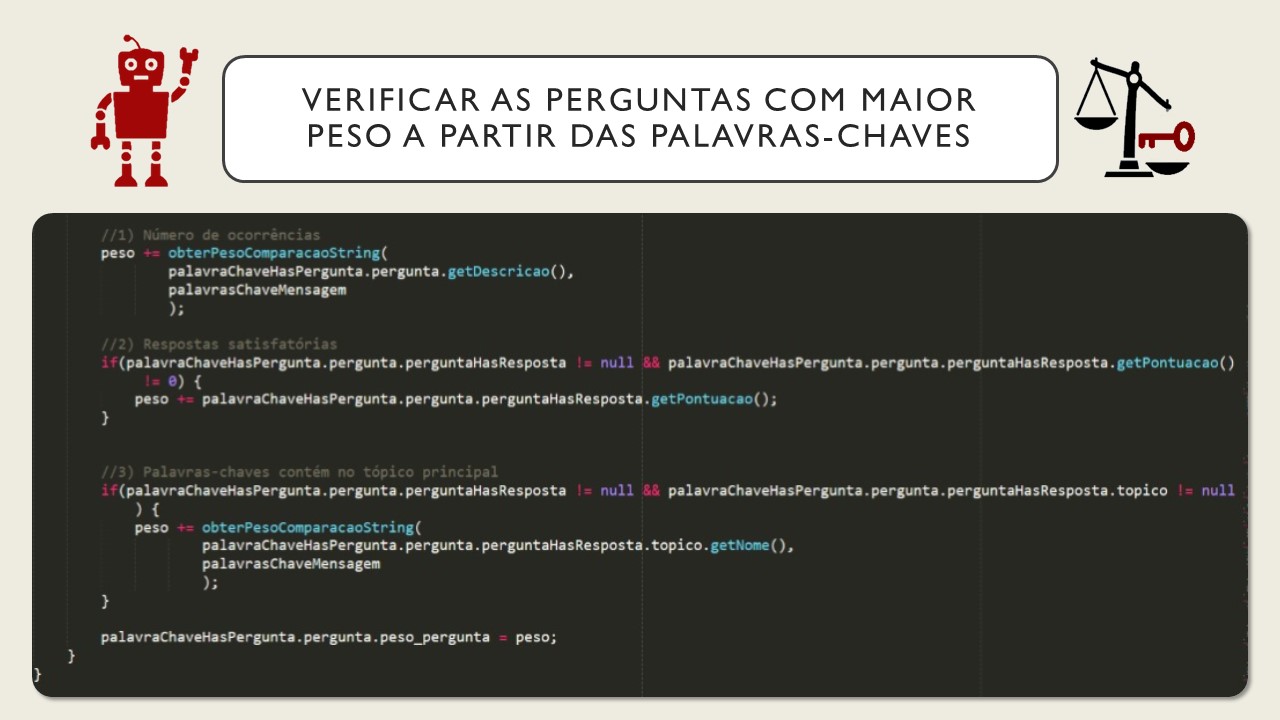 VERIFICAR AS PERGUNTAS COM MAIOR
PESO A PARTIR DAS PALAVRAS-CHAVES
//1) Número de ocorrências
peso += obterPesoComparacaoString(
palavraChaveHasPergunta.pergunta.getDescricao(),
palavrasChaveMensagem
);
//2) Respostas satisfatórias
if(palavraChaveHasPergunta.pergunta.perguntaHasResposta != null && palavraChaveHasPergunta.pergunta.perguntaHasResposta.getPontuacao()
!= 0) {
peso += palavraChaveHasPergunta.pergunta.perguntaHasResposta.getPontuacao();
}
//3) Palavras-chaves contém no tópico principal
if(palavraChaveHasPergunta.pergunta.perguntaHasResposta != null && palavraChaveHasPergunta.pergunta.perguntaHasResposta.topico != null
) {
peso += obterPesoComparacaoString(
palavraChaveHasPergunta.pergunta.perguntaHasResposta.topico.getNome(),
palavrasChaveMensagem
);
}
palavraChaveHasPergunta.pergunta.peso_pergunta = peso;
}
}